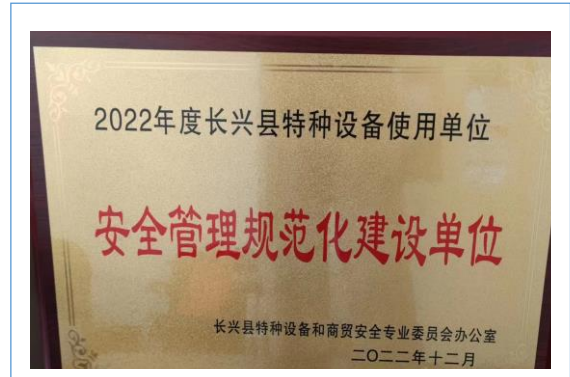 2022年度长兴县特种设备使用单位
安全管理规范化建设单位
长兴县特种设备和商贸安全专业委员会办公室
二〇二二年十二月